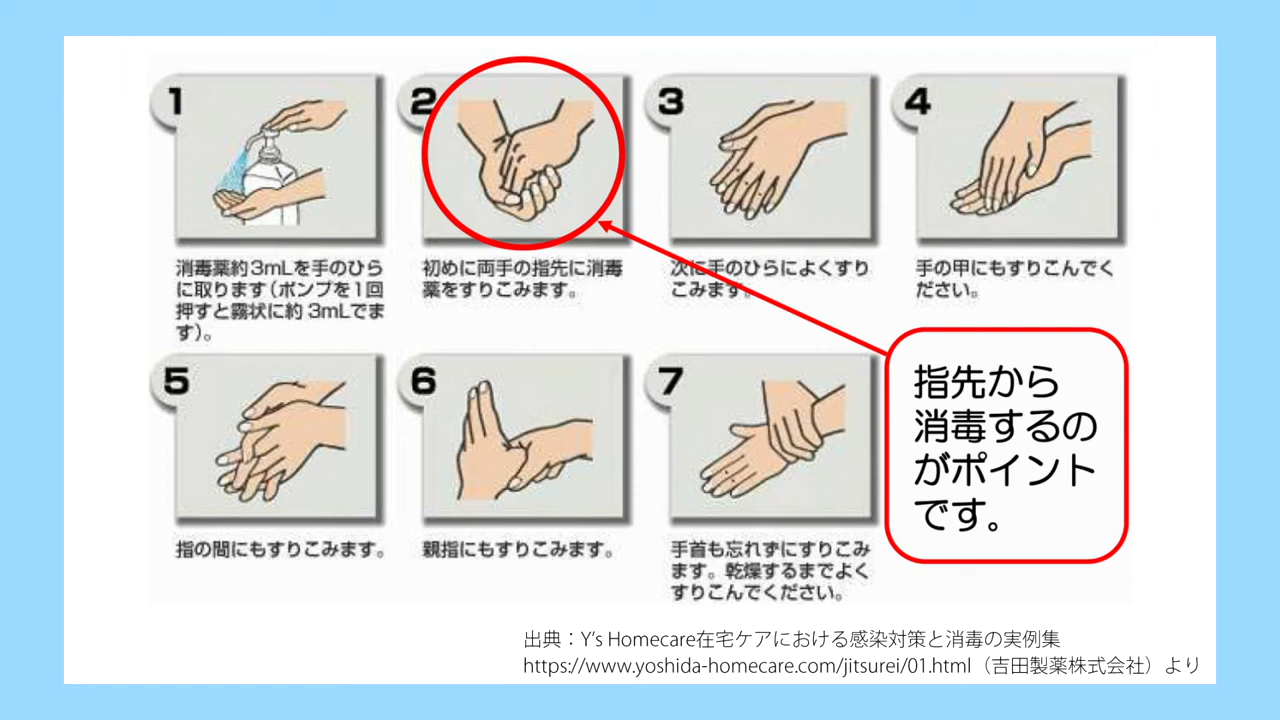 1
消毒薬約3mLを手のひら
に取ります(ポンプを1回
押すと霧状に約 3mLでま
す)。
2
初めに両手の指先に消毒
薬をすりこみます。
3
次に手のひらによくすり
こみます。
4
手の甲にもすりこんでく
ださい。
5
指の間にもすりこみます。
6
親指にもすりこみます。
7
手首も忘れずにすりこみ
ます。乾燥するまでよく
すりこんでください。
指先から
消毒するの
がポイント
です。
出典：Y’s Homecare在宅ケアにおける感染対策と消毒の実例集
https://www.yoshida-homecare.com/jitsurei/01.html（吉田製薬株式会社）より